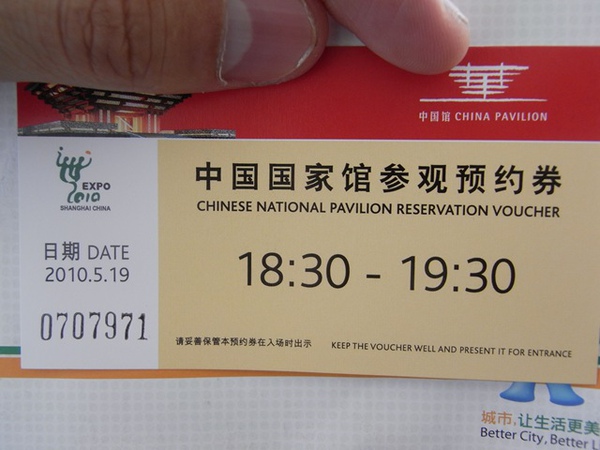 中国馆 CHINA PAVILION
EXPO
2010
SHANGHAI CHINA
中国国家馆参观预约券
CHINESE NATIONAL PAVILION RESERVATION VOUCHER
日期 DATE
2010.5.19
18:30 - 19:30
0707971
请妥善保管本预约券在入场时出示 KEEP THE VOUCHER WELL AND PRESENT IT FOR ENTRANCE
城市,让生活更美
Better City, Better L